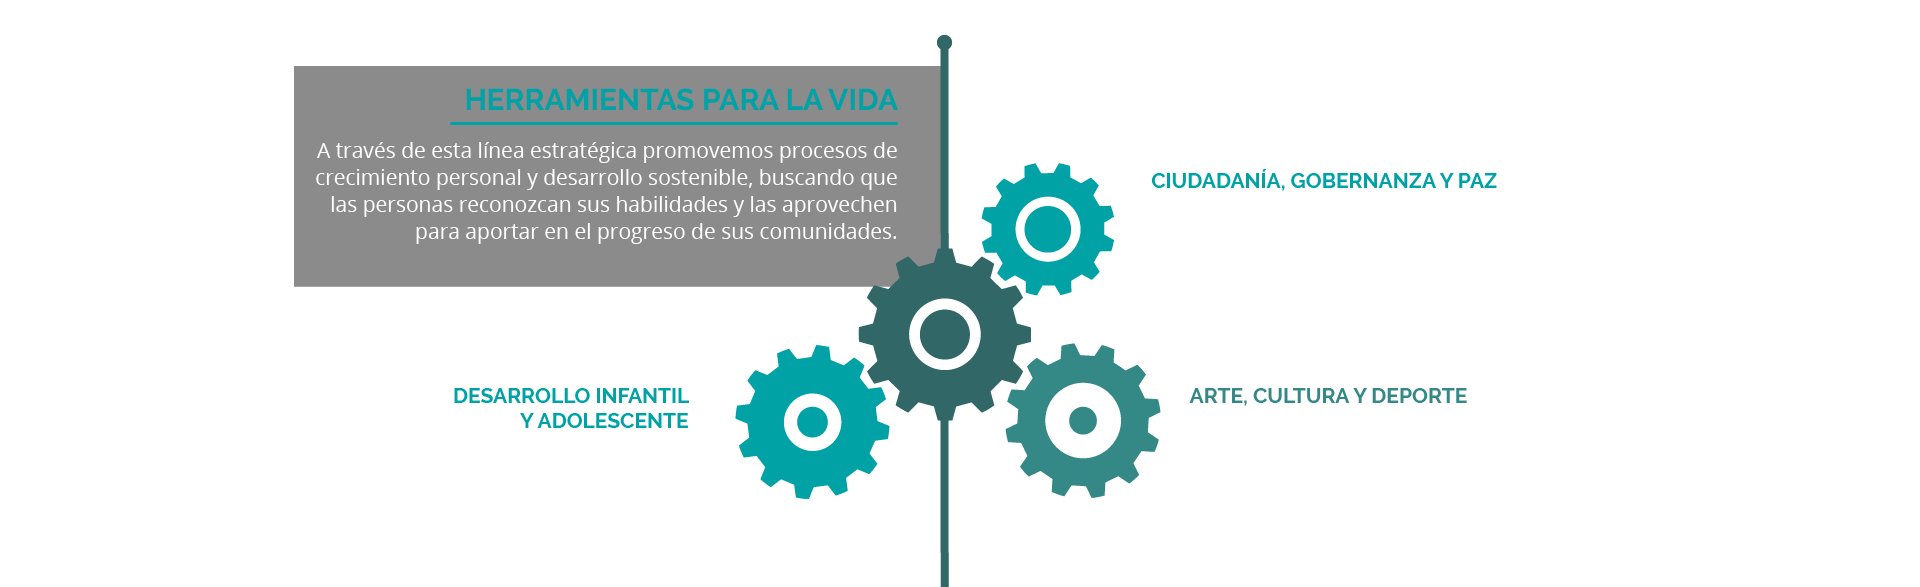 HERRAMIENTAS PARA LA VIDA
A través de esta línea estratégica promovemos procesos de
crecimiento personal y desarrollo sostenible, buscando que
las personas reconozcan sus habilidades y las aprovechen
para aportar en el progreso de sus comunidades.
CIUDADANÍA, GOBERNANZA Y PAZ
DESARROLLO INFANTIL
Y ADOLESCENTE
ARTE, CULTURA Y DEPORTE